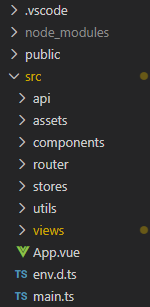 .vscode
node_modules
public
src
api
assets
components
router
stores
utils
views
App.vue
TS env.d.ts
TS main.ts